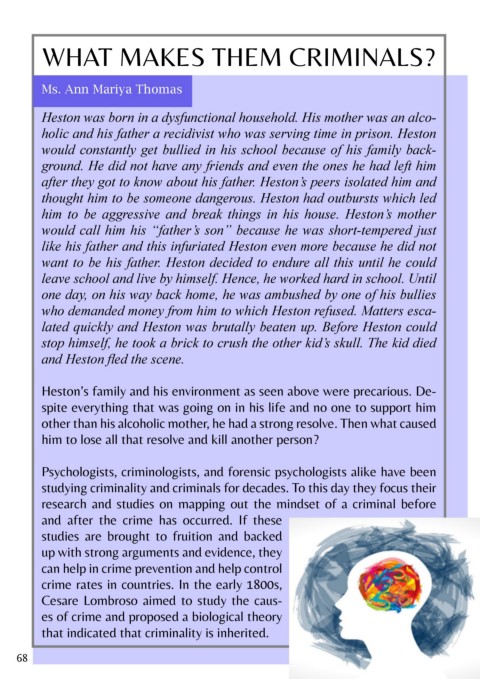 WHAT MAKES THEM CRIMINALS?
Ms. Ann Mariya Thomas
Heston was born in a dysfunctional household. His mother was an alco-
holic and his father a recidivist who was serving time in prison. Heston
would constantly get bullied in his school because of his family back-
ground. He did not have any friends and even the ones he had left him
after they got to know about his father. Heston's peers isolated him and
thought him to be someone dangerous. Heston had outbursts which led
him to be aggressive and break things in his house. Heston's mother
would call him his "father's son" because he was short-tempered just
like his father and this infuriated Heston even more because he did not
want to be his father. Heston decided to endure all this until he could
leave school and live by himself. Hence, he worked hard in school. Until
one day, on his way back home, he was ambushed by one of his bullies
who demanded money from him to which Heston refused. Matters esca-
lated quickly and Heston was brutally beaten up. Before Heston could
stop himself, he took a brick to crush the other kid's skull. The kid died
and Heston fled the scene.
Heston's family and his environment as seen above were precarious. De-
spite everything that was going on in his life and no one to support him
other than his alcoholic mother, he had a strong resolve. Then what caused
him to lose all that resolve and kill another person?
Psychologists, criminologists, and forensic psychologists alike have been
studying criminality and criminals for decades. To this day they focus their
research and studies on mapping out the mindset of a criminal before
and after the crime has occurred. If these
studies are brought to fruition and backed
up with strong arguments and evidence, they
can help in crime prevention and help control
crime rates in countries. In the early 1800s,
Cesare Lombroso aimed to study the caus-
es of crime and proposed a biological theory
that indicated that criminality is inherited.
68